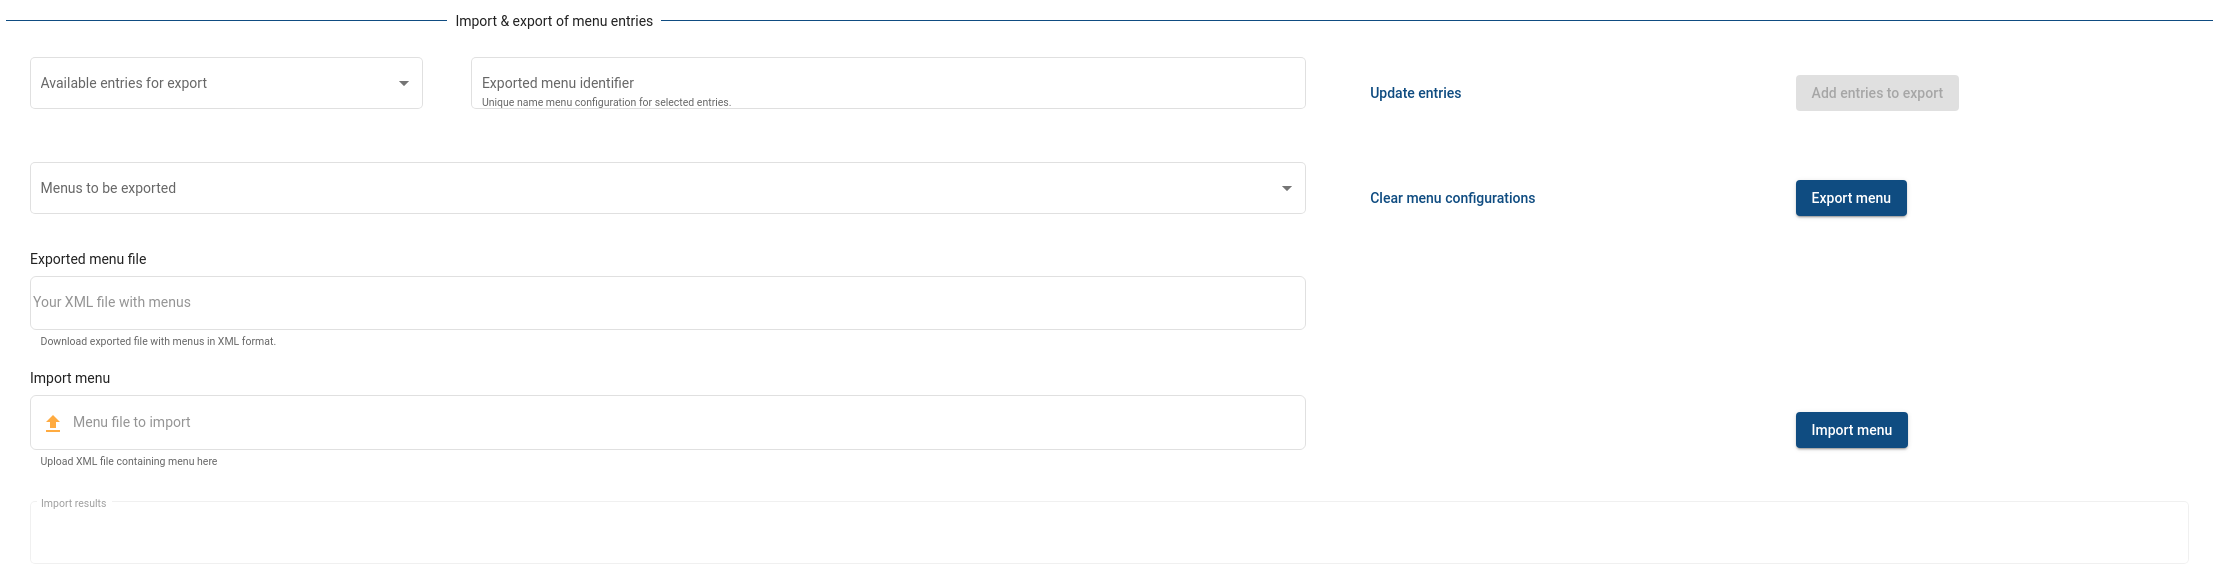 Import & export of menu entries
Available entries for export
Exported menu identifier
Unique name menu configuration for selected entries.
Update entries
Add entries to export
Menus to be exported
Clear menu configurations
Export menu
Exported menu file
Your XML file with menus
Download exported file with menus in XML format.
Import menu
Menu file to import
Import menu
Upload XML file containing menu here
Import results